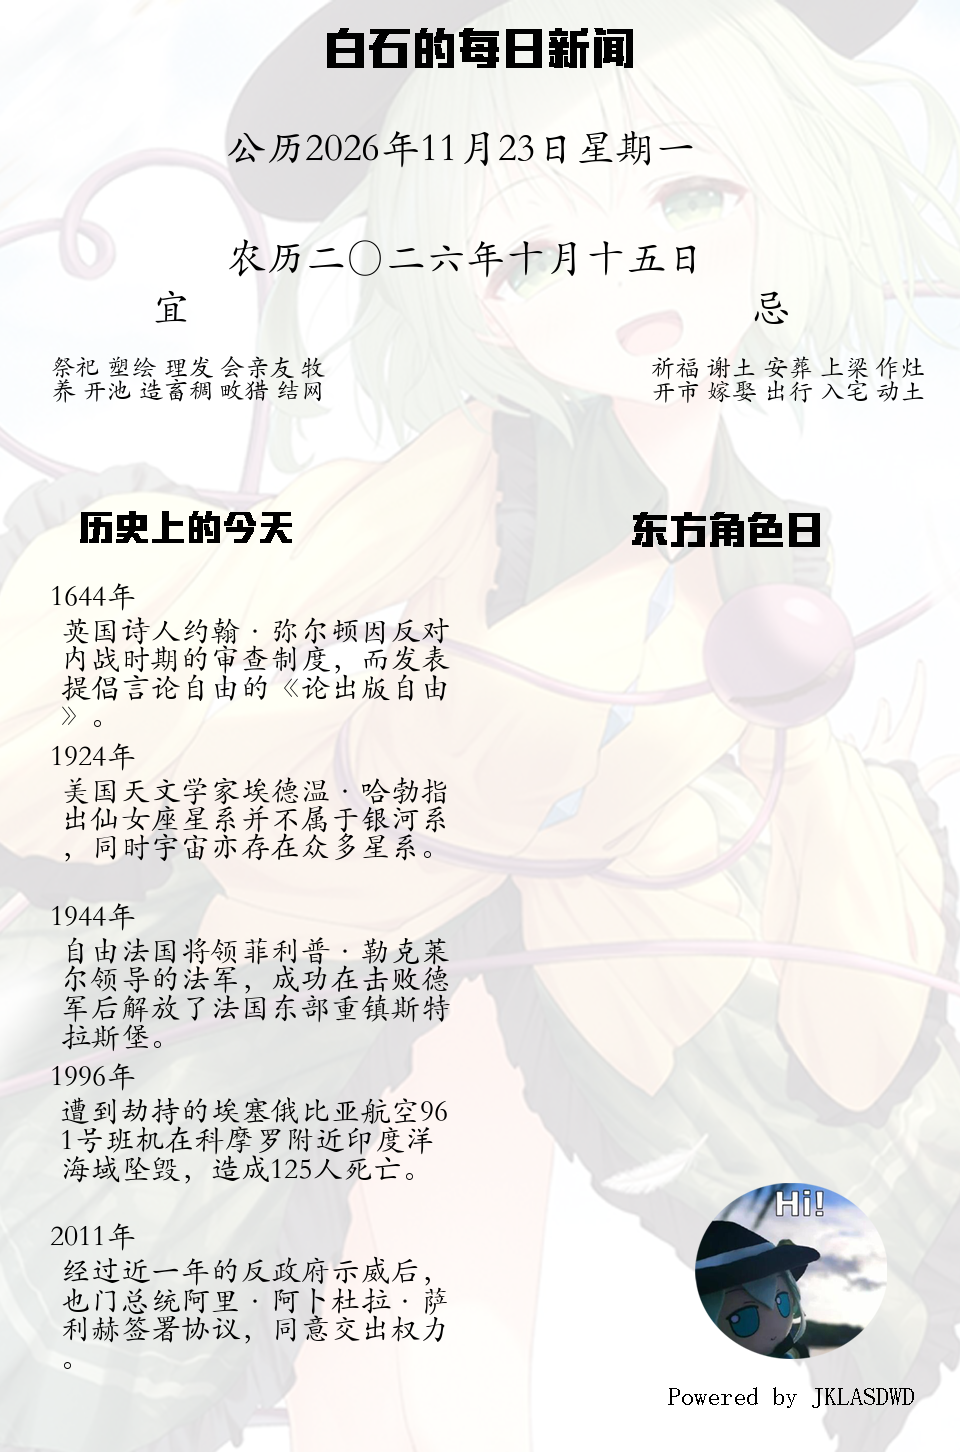 白石的每日新闻
公历2026年11月23日星期一
农历二〇二六年十月十五日
宜
忌
祭祀 塑绘 理发 会亲友 牧
养 开池 造畜稠 畋猎 结网
祈福 谢土 安葬 上梁 作灶
开市 嫁娶 出行 入宅 动土
历史上的今天
东方角色日
1644年
英国诗人约翰·弥尔顿因反对
内战时期的审查制度，而发表
提倡言论自由的《论出版自由
》。
1924年
美国天文学家埃德温·哈勃指
出仙女座星系并不属于银河系
，同时宇宙亦存在众多星系。
1944年
自由法国将领菲利普·勒克莱
尔领导的法军，成功在击败德
军后解放了法国东部重镇斯特
拉斯堡。
1996年
遭到劫持的埃塞俄比亚航空96
1号班机在科摩罗附近印度洋
海域坠毁，造成125人死亡。
2011年
经过近一年的反政府示威后，
也门总统阿里·阿卜杜拉·萨
利赫签署协议，同意交出权力
。
Hi!
Powered by JKLASDWD